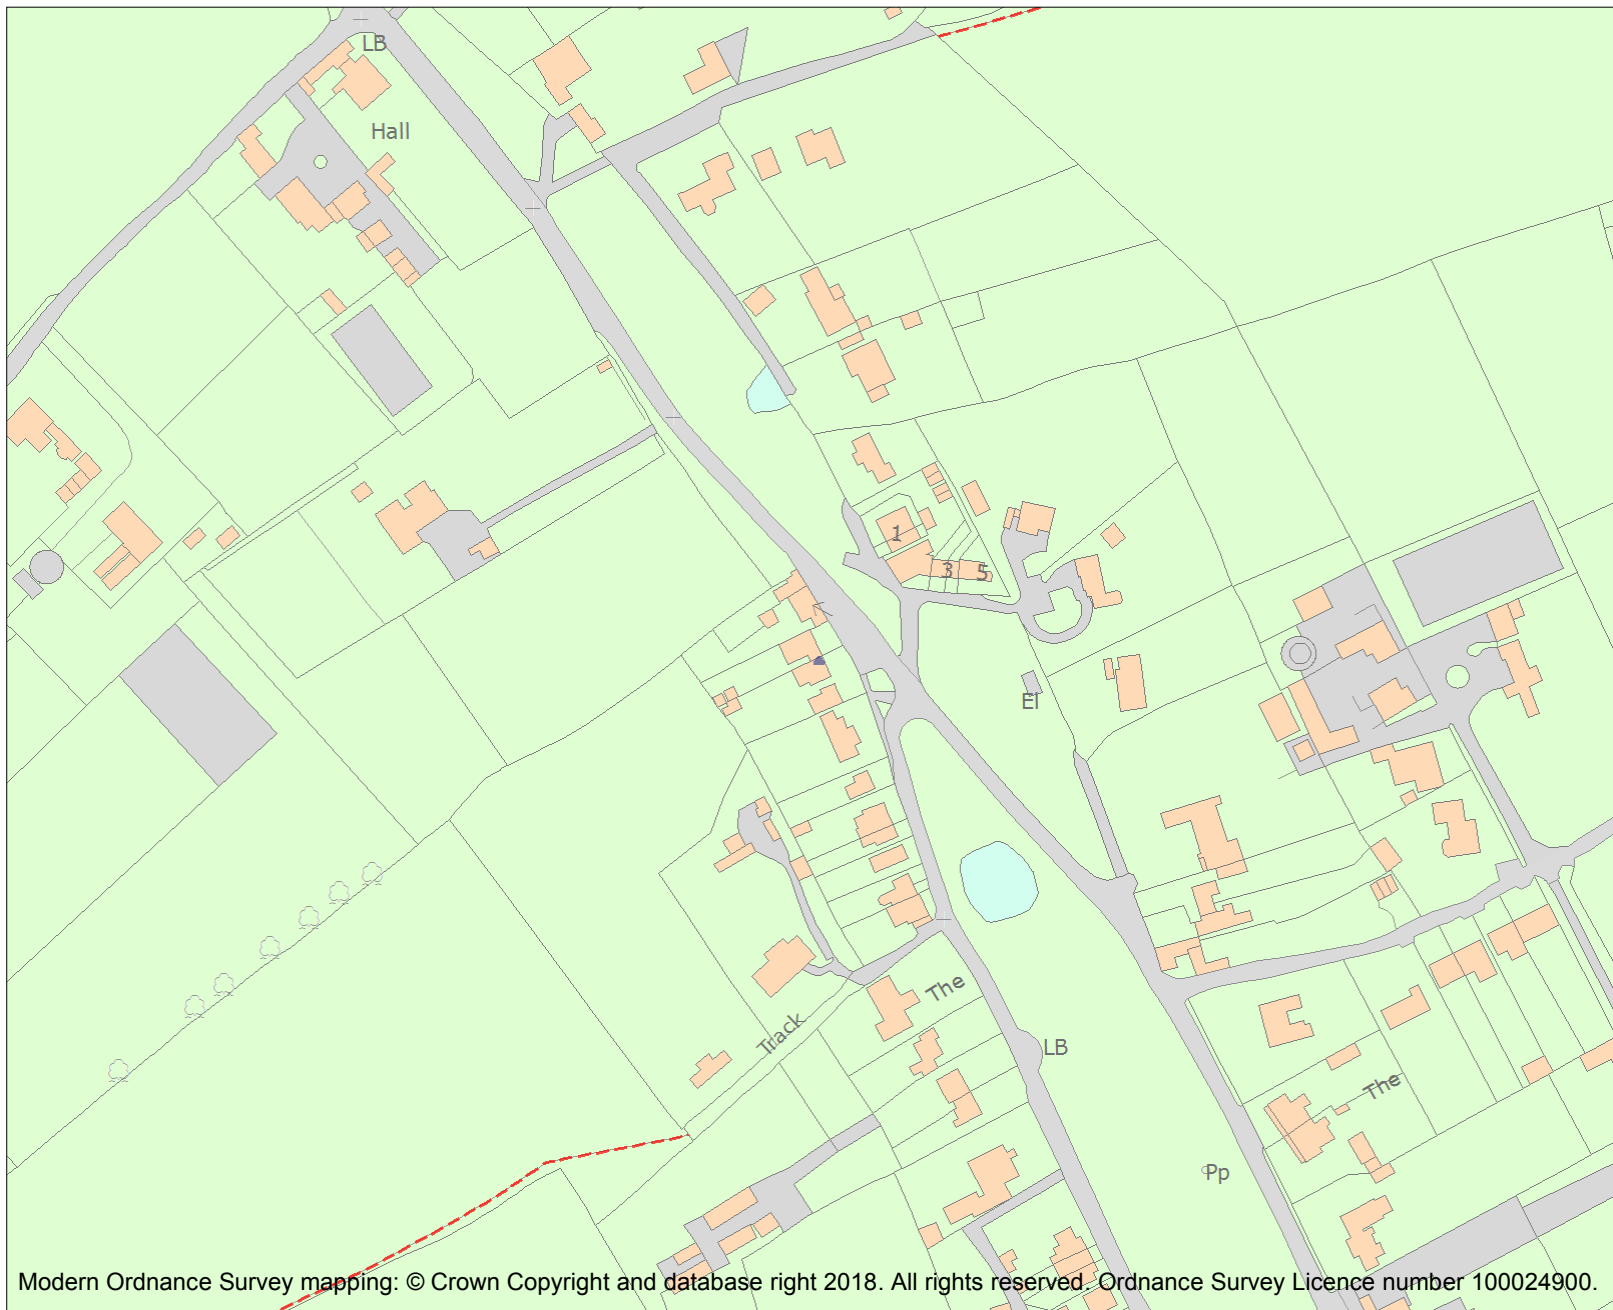 LB
Hall
1
3
5
El
The
Track
LB
The
Pp
Modern Ordnance Survey mapping: © Crown Copyright and database right 2018. All rights reserved. Ordnance Survey Licence number 100024900.